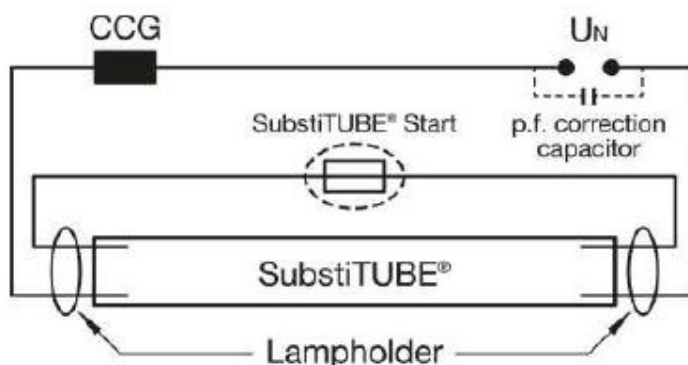 CCG
UN
SubstiTUBE® Start
p.f. correction
capacitor
SubstiTUBE®
Lampholder